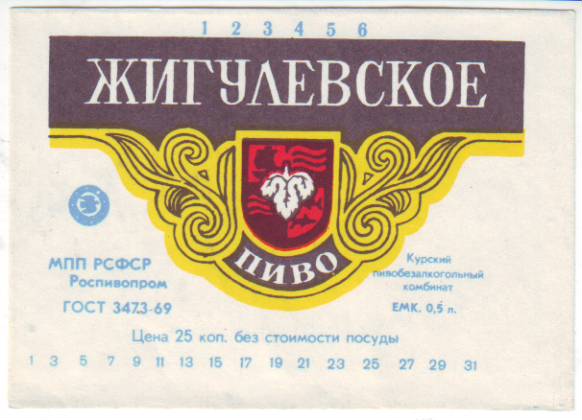 1 2 3 4 5 6
ЖИГУЛЕВСКОЕ
ПИВО
МПП РСФСР
Роспивопром
ГОСТ 3473-69
Курский
пивобезалкогольный
комбинат
ЕМК. 0,5 л.
Цена 25 коп. без стоимости посуды
1 3 5 7 9 11 13 15 17 19 21 23 25 27 29 31